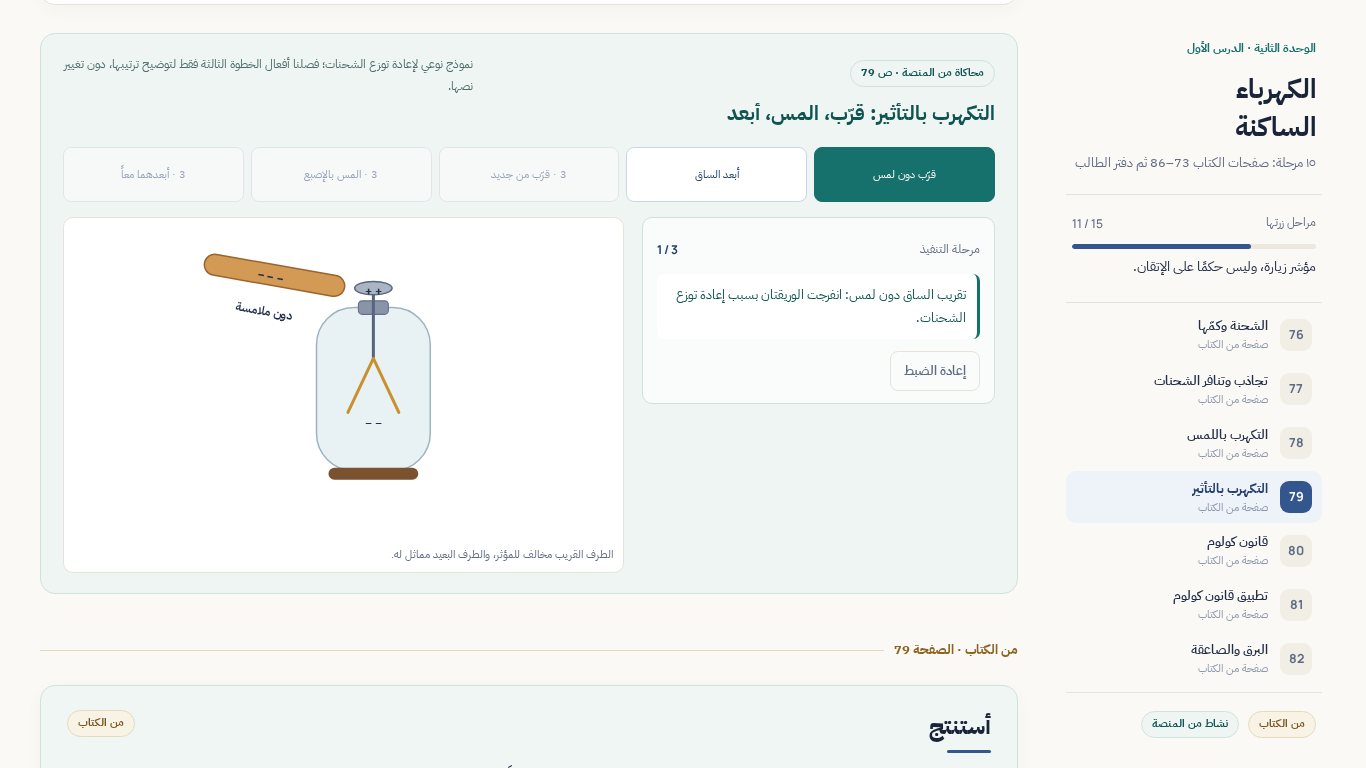 الوحدة الثانية · الدرس الأول
الكهرباء
الساكنة
١٥ مرحلة: صفحات الكتاب 73–86 ثم دفتر الطالب
مراحل زرتها
11 / 15
مؤشر زيارة، وليس حكمًا على الإتقان.
76
الشحنة وكمّها
صفحة من الكتاب
77
تجاذب وتنافر الشحنات
صفحة من الكتاب
78
التكهرب باللمس
صفحة من الكتاب
79
التكهرب بالتأثير
صفحة من الكتاب
80
قانون كولوم
صفحة من الكتاب
81
تطبيق قانون كولوم
صفحة من الكتاب
82
البرق والصاعقة
صفحة من الكتاب
من الكتاب
نشاط من المنصة
محاكاة من المنصة · ص 79
التكهرب بالتأثير: قرّب، المس، أبعد
نموذج نوعي لإعادة توزع الشحنات؛ فصلنا أفعال الخطوة الثالثة فقط لتوضيح ترتيبها، دون تغيير
نصها.
قرّب دون لمس
أبعد الساق
3 · قرّب من جديد
3 · المس بالإصبع
3 · أبعدهما معاً
مرحلة التنفيذ
1 / 3
تقريب الساق دون لمس: انفرجت الوريقتان بسبب إعادة توزع
الشحنات.
إعادة الضبط
– – –
دون ملامسة
+ +
– –
الطرف القريب مخالف للمؤثر، والطرف البعيد مماثل له.
من الكتاب · الصفحة 79
أستنتج
من الكتاب